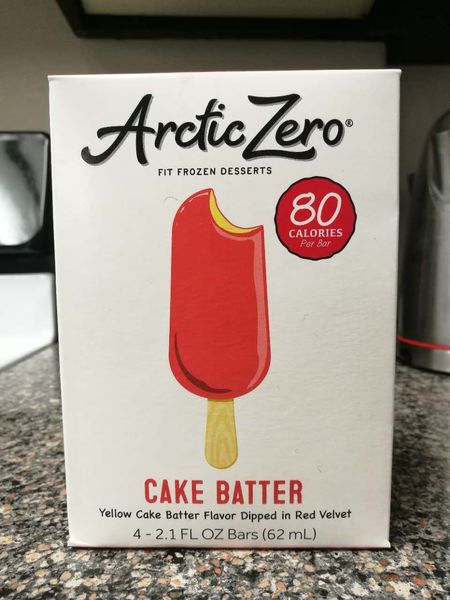 Arctic Zero®
FIT FROZEN DESSERTS
80
CALORIES
Per Bar
CAKE BATTER
Yellow Cake Batter Flavor Dipped in Red Velvet
4 - 2.1 FL OZ Bars (62 mL)